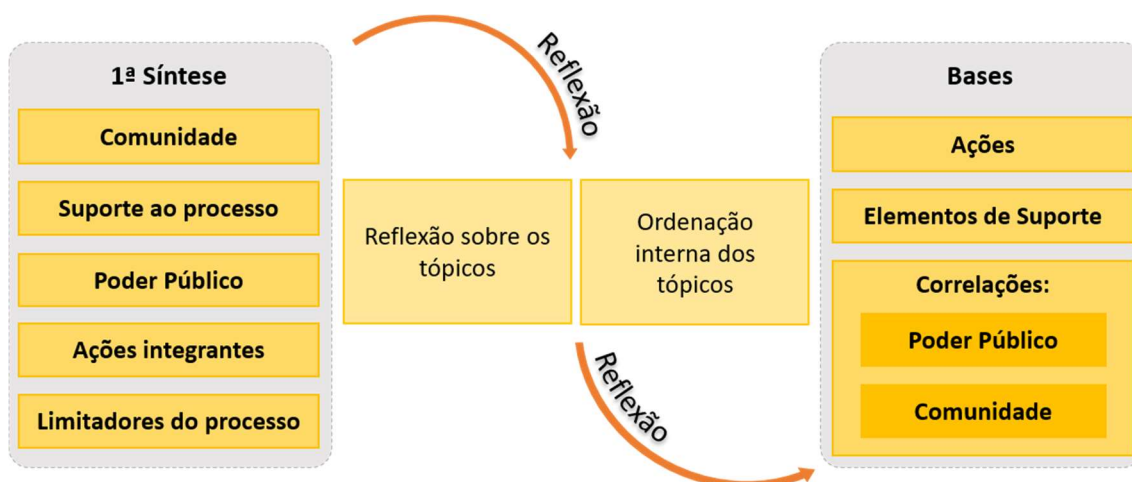 1ª Síntese
Comunidade
Suporte ao processo
Poder Público
Ações integrantes
Limitadores do processo
Reflexão
Reflexão sobre os
tópicos
Ordenação
interna dos
tópicos
Reflexão
Bases
Ações
Elementos de Suporte
Correlações:
Poder Público
Comunidade